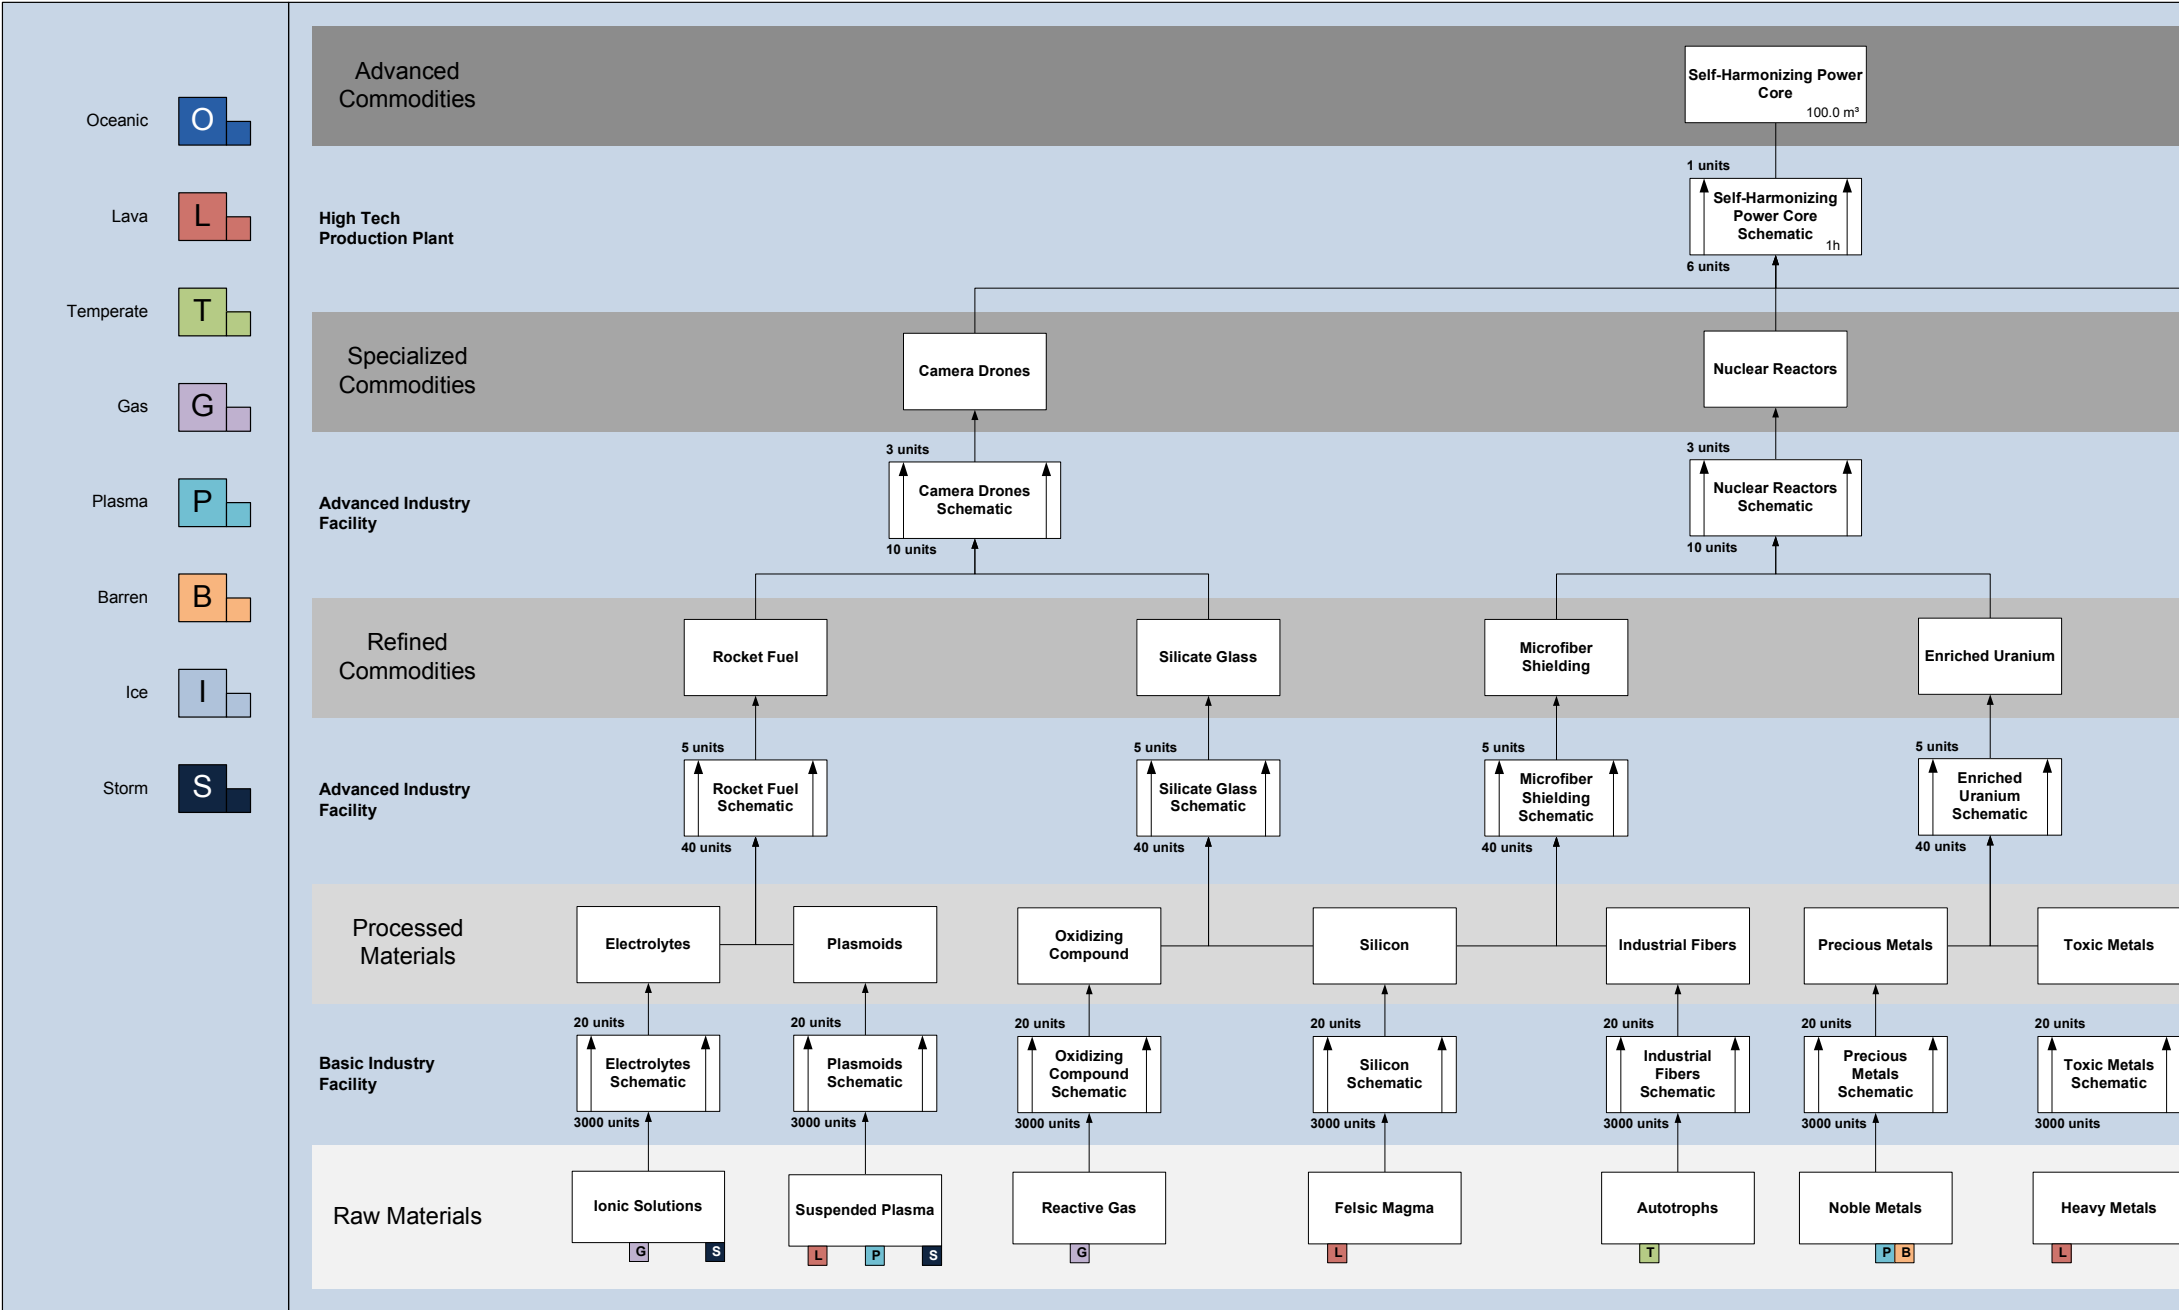 Oceanic
O
Lava
L
Temperate
T
Gas
G
Plasma
P
Barren
B
Ice
I
Storm
S
Advanced
Commodities
Self-Harmonizing Power
Core
100.0 m³
High Tech
Production Plant
1 units
Self-Harmonizing
Power Core
Schematic
1h
6 units
Specialized
Commodities
Camera Drones
Nuclear Reactors
Advanced Industry
Facility
3 units
Camera Drones
Schematic
10 units
3 units
Nuclear Reactors
Schematic
10 units
Refined
Commodities
Rocket Fuel
Silicate Glass
Microfiber
Shielding
Enriched Uranium
Advanced Industry
Facility
5 units
Rocket Fuel
Schematic
40 units
5 units
Silicate Glass
Schematic
40 units
5 units
Microfiber
Shielding
Schematic
40 units
5 units
Enriched
Uranium
Schematic
40 units
Processed
Materials
Electrolytes
Plasmoids
Oxidizing
Compound
Silicon
Industrial Fibers
Precious Metals
Toxic Metals
Basic Industry
Facility
20 units
Electrolytes
Schematic
3000 units
20 units
Plasmoids
Schematic
3000 units
20 units
Oxidizing
Compound
Schematic
3000 units
20 units
Silicon
Schematic
3000 units
20 units
Industrial
Fibers
Schematic
3000 units
20 units
Precious
Metals
Schematic
3000 units
20 units
Toxic Metals
Schematic
3000 units
Raw Materials
Ionic Solutions
G S
Suspended Plasma
L P S
Reactive Gas
G
Felsic Magma
L
Autotrophs
T
Noble Metals
P B
Heavy Metals
L